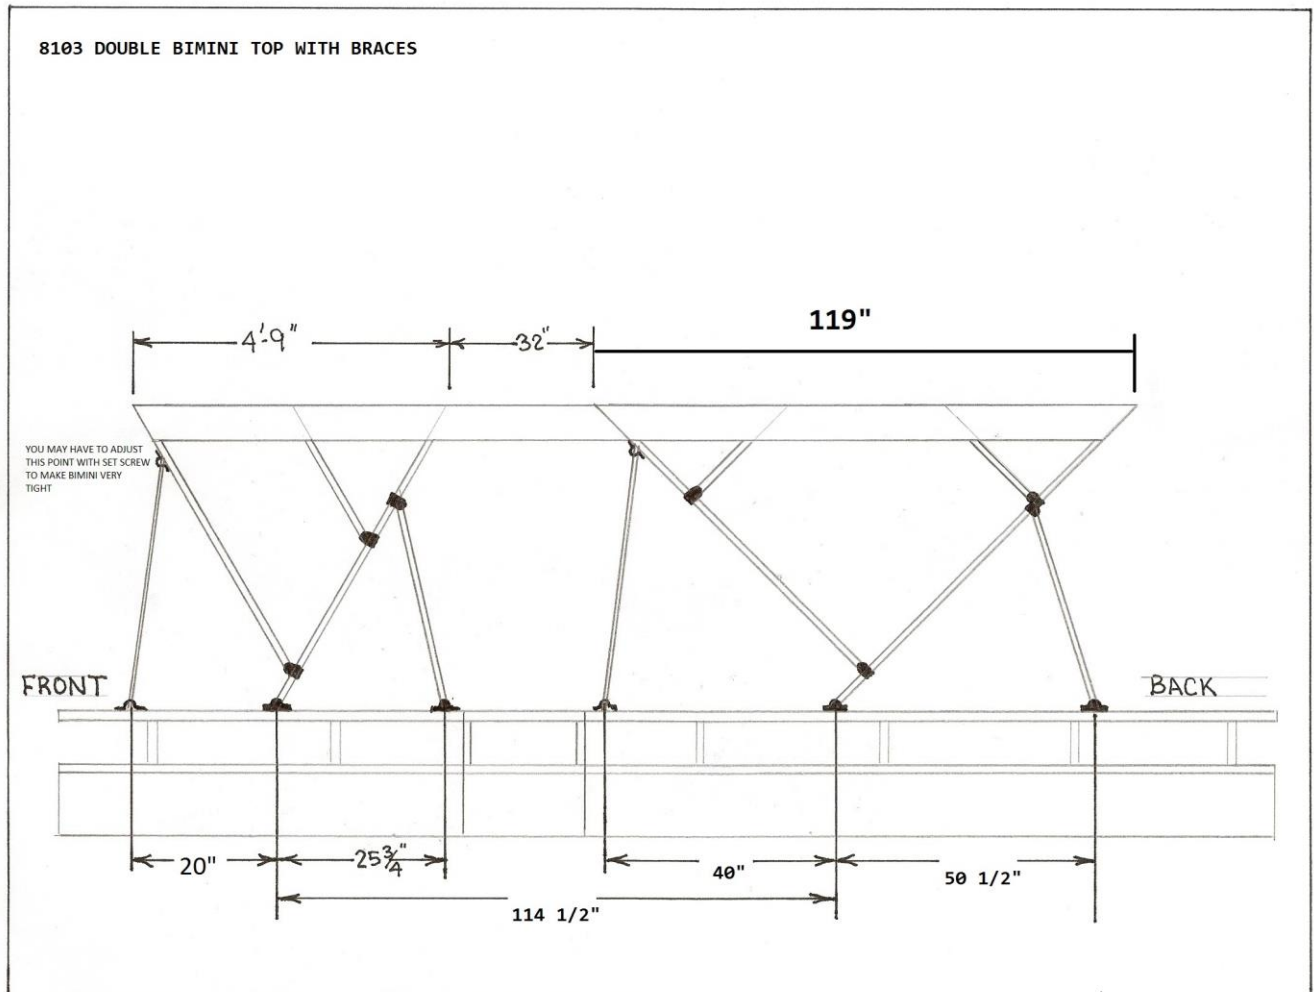 8103 DOUBLE BIMINI TOP WITH BRACES
119"
4'-9"
32"
YOU MAY HAVE TO ADJUST
THIS POINT WITH SET SCREW
TO MAKE BIMINI VERY
TIGHT
FRONT
BACK
20"
25 3/4"
40"
50 1/2"
114 1/2"